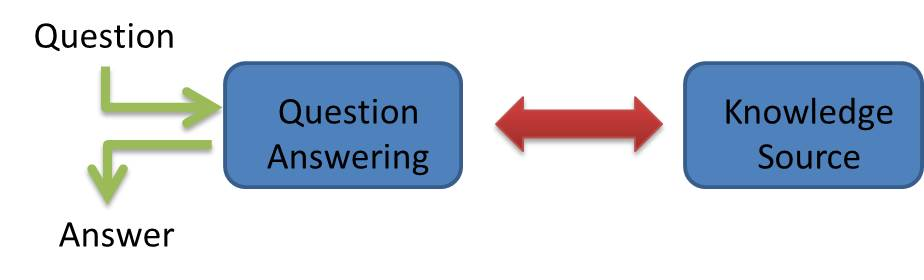 Question
Question
Answering
Knowledge
Source
Answer